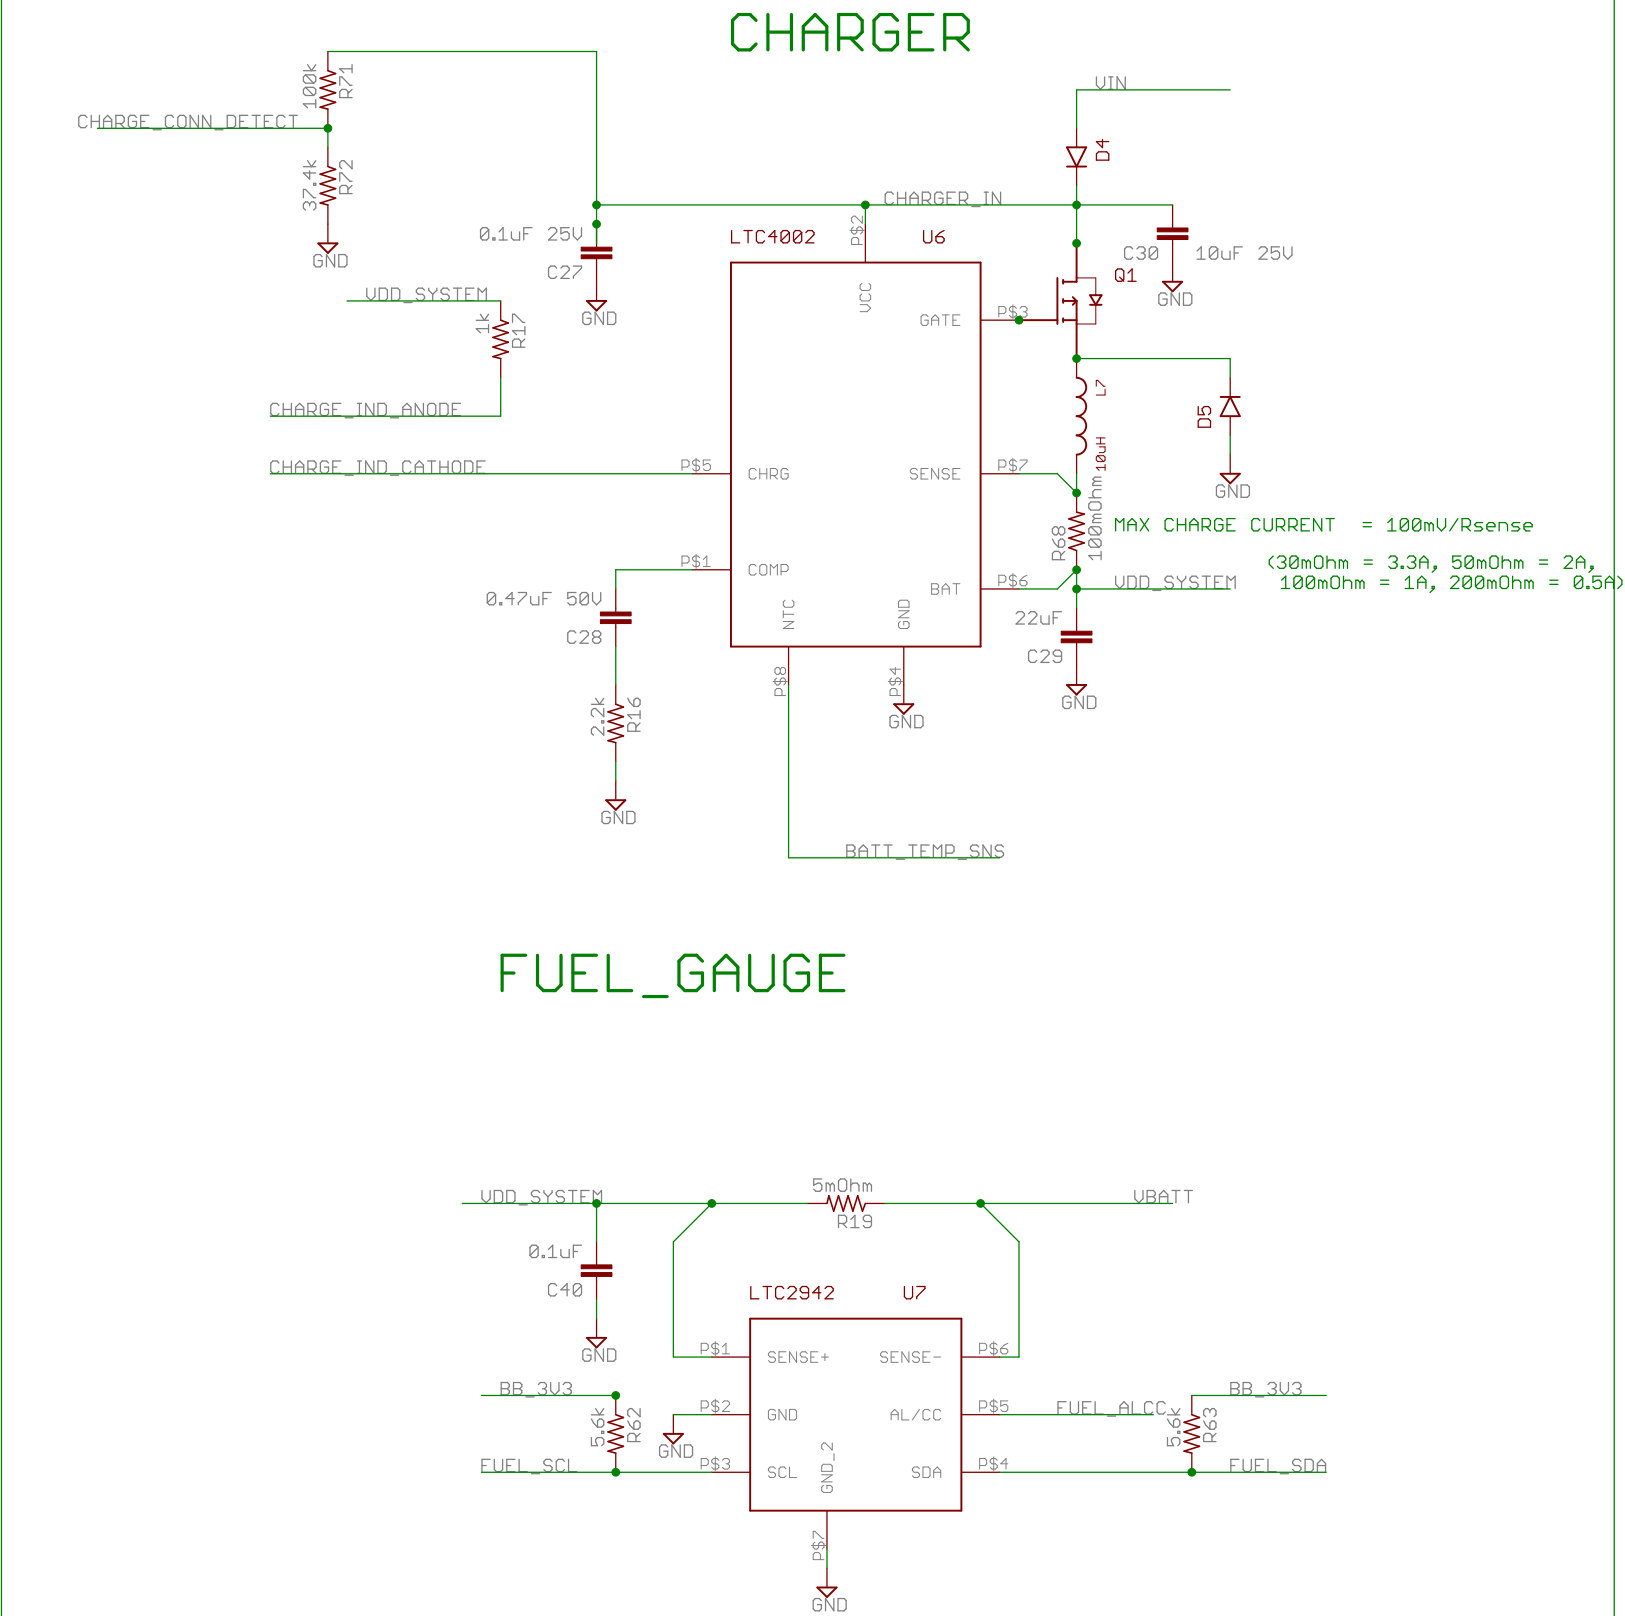 CHARGER
100k
R71
CHARGE_CONN_DETECT
37.4k
R72
GND
VIN
D4
CHARGER_IN
0.1uF 25V
C27
GND
LTC4002
P$2
U6
C30
10uF 25V
GND
Q1
VDD_SYSTEM
1k
R17
VCC
GATE
P$3
CHARGE_IND_ANODE
L7
10uH
D5
GND
CHARGE_IND_CATHODE
P$5
CHRG
SENSE
P$7
R68
100mOhm
MAX CHARGE CURRENT = 100mV/Rsense
(30mOhm = 3.3A, 50mOhm = 2A,
100mOhm = 1A, 200mOhm = 0.5A)
P$1
COMP
BAT
P$6
VDD_SYSTEM
0.47uF 50V
C28
NTC
GND
22uF
C29
GND
P$8
P$4
GND
2.2k
R16
GND
BATT_TEMP_SNS
FUEL_GAUGE
VDD_SYSTEM
5mOhm
R19
VBATT
0.1uF
C40
GND
LTC2942
U7
P$1
SENSE+
SENSE-
P$6
BB_3V3
5.6k
R62
P$2
GND
GND
AL/CC
P$5
FUEL_ALCC
BB_3V3
5.6k
R63
FUEL_SCL
P$3
SCL
GND_2
SDA
P$4
FUEL_SDA
P$7
GND